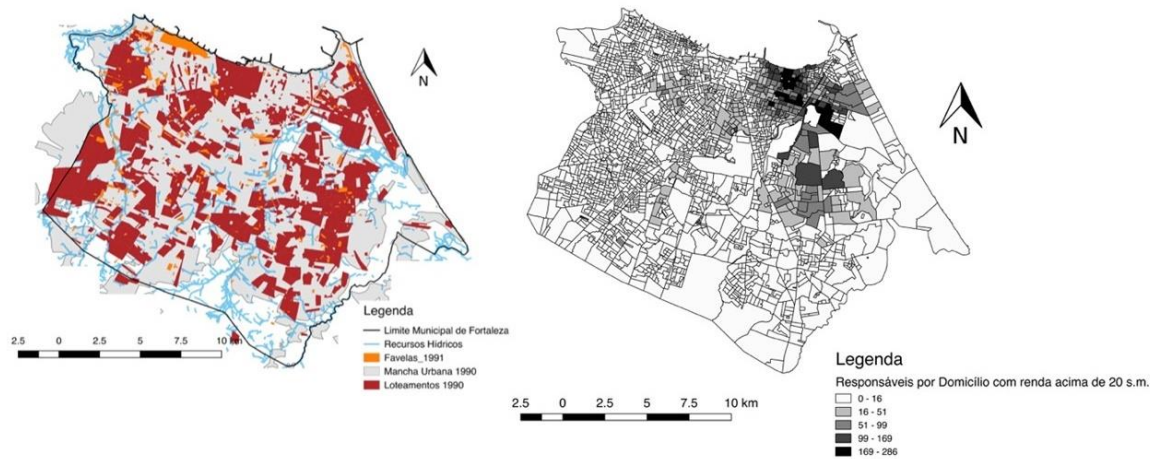 N
Legenda
Limite Municipal de Fortaleza
Recursos Hídricos
Favelas_1991
Mancha Urbana 1990
Loteamentos 1990
2.5 0 2.5 5 7.5 10 km
N
Legenda
Responsáveis por Domicílio com renda acima de 20 s.m.
0 - 16
16 - 51
51 - 99
99 - 169
169 - 286
2.5 0 2.5 5 7.5 10 km